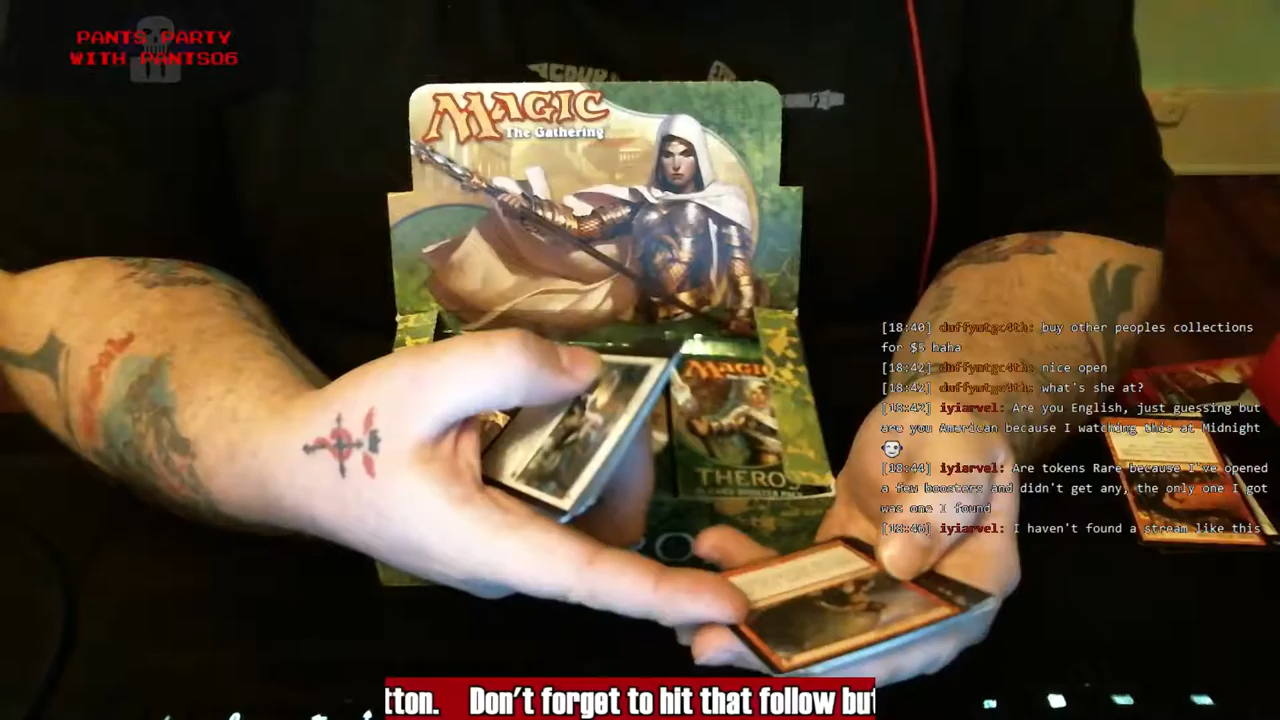 PANTS PARTY
WITH PANTS06
MAGIC
The Gathering
[18:40] duffymtgc4th: buy other peoples collections
for $5 haha
[18:42] duffymtgc4th: nice open
[18:42] duffymtgc4th: what's she at?
[18:42] iyiarvel: Are you English, just guessing but
are you American because I watching this at Midnight
[18:44] iyiarvel: Are tokens Rare because I've opened
a few boosters and didn't get any, the only one I got
was one I found
[18:46] iyiarvel: I haven't found a stream like this
MAGIC
THEROS
tton. Don't forget to hit that follow but